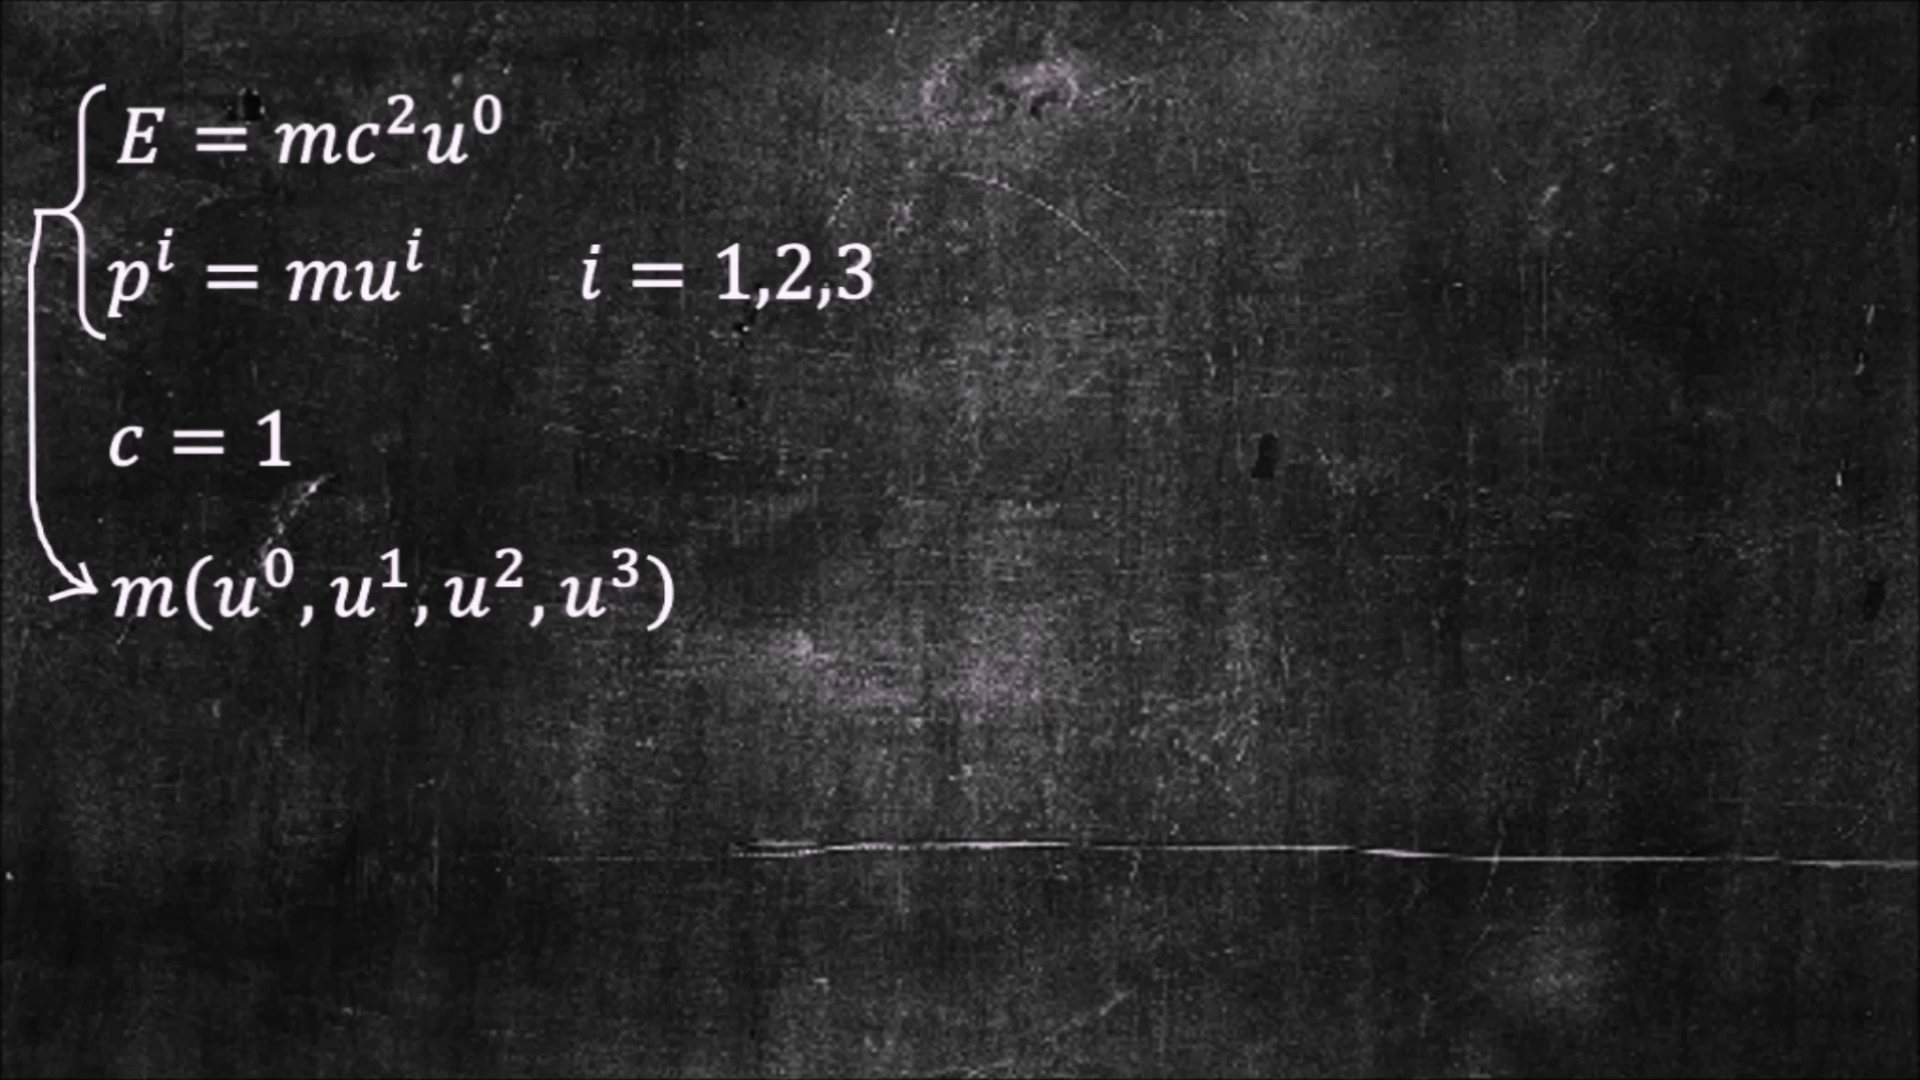 E = mc²u⁰
pⁱ = muⁱ i = 1,2,3
c = 1
m(u⁰, u¹, u², u³)